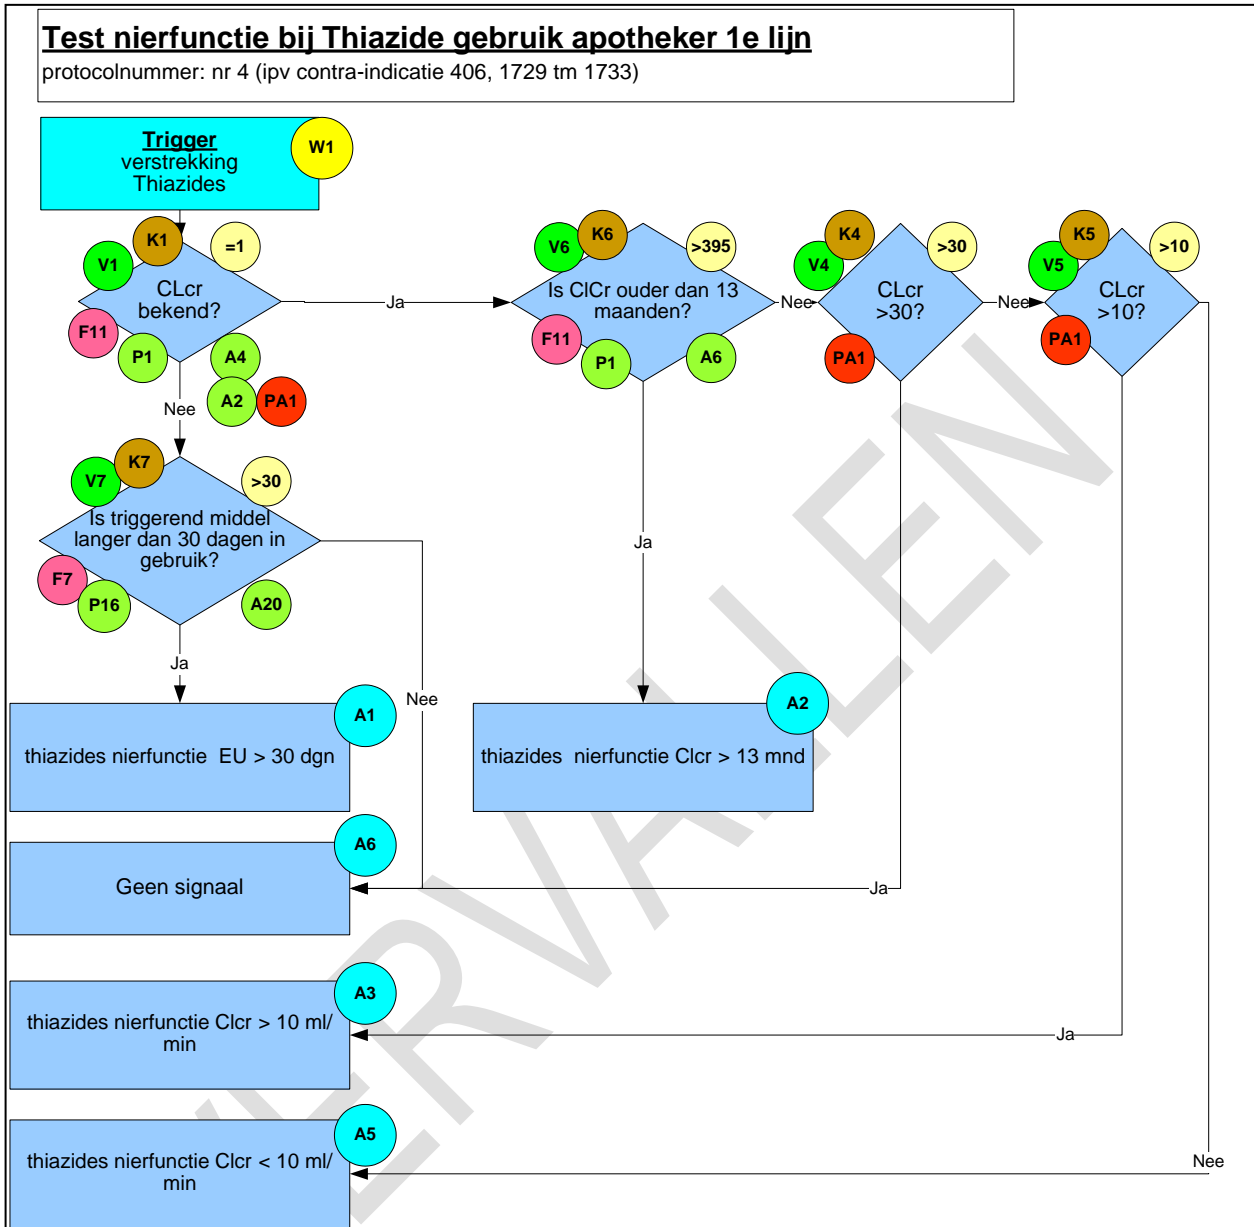 Test nierfunctie bij Thiazide gebruik apotheker 1e lijn
protocolnummer: nr 4 (ipv contra-indicatie 406, 1729 tm 1733)
Trigger
verstrekking
Thiazides
W1
K1
=1
V1
CLcr
bekend?
F11
P1
A4
A2
PA1
Ja
Nee
K6
>395
V6
Is ClCr ouder dan 13
maanden?
F11
P1
A6
Nee
Ja
K4
>30
V4
CLcr
>30?
PA1
Nee
Ja
K5
>10
V5
CLcr
>10?
PA1
Ja
Nee
K7
>30
V7
Is triggerend middel
langer dan 30 dagen in
gebruik?
F7
P16
A20
Ja
Nee
A1
thiazides nierfunctie EU > 30 dgn
A2
thiazides nierfunctie Clcr > 13 mnd
A6
Geen signaal
A3
thiazides nierfunctie Clcr > 10 ml/
min
A5
thiazides nierfunctie Clcr < 10 ml/
min
VERVALLEN